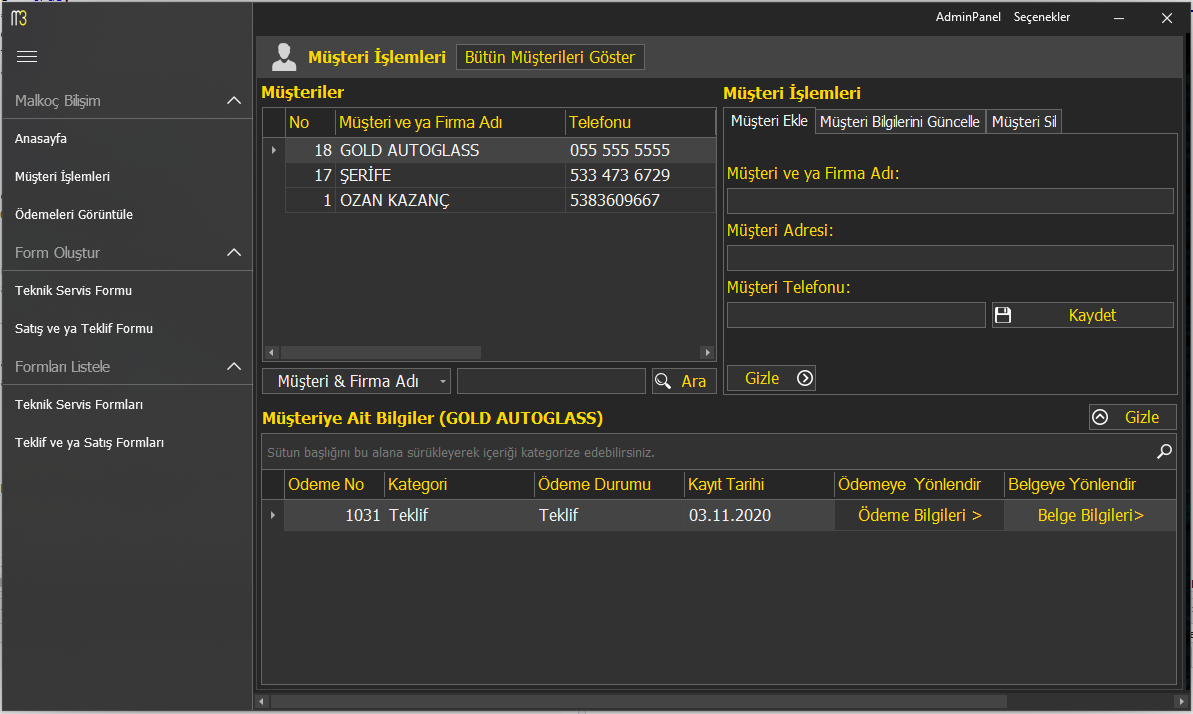 M3
AdminPanel Seçenekler
Malkoç Bilişim
Anasayfa
Müşteri İşlemleri
Ödemeleri Görüntüle
Form Oluştur
Teknik Servis Formu
Satış ve ya Teklif Formu
Formları Listele
Teknik Servis Formları
Teklif ve ya Satış Formları
Müşteri İşlemleri Bütün Müşterileri Göster
Müşteriler
No Müşteri ve ya Firma Adı Telefonu
18 GOLD AUTOGLASS 055 555 5555
17 ŞERİFE 533 473 6729
1 OZAN KAZANÇ 5383609667
Müşteri & Firma Adı Ara
Müşteri İşlemleri
Müşteri Ekle Müşteri Bilgilerini Güncelle Müşteri Sil
Müşteri ve ya Firma Adı:
Müşteri Adresi:
Müşteri Telefonu:
Kaydet
Gizle
Müşteriye Ait Bilgiler (GOLD AUTOGLASS) Gizle
Sütun başlığını bu alana sürükleyerek içeriği kategorize edebilirsiniz.
Odeme No Kategori Ödeme Durumu Kayıt Tarihi Ödemeye Yönlendir Belgeye Yönlendir
1031 Teklif Teklif 03.11.2020 Ödeme Bilgileri > Belge Bilgileri>